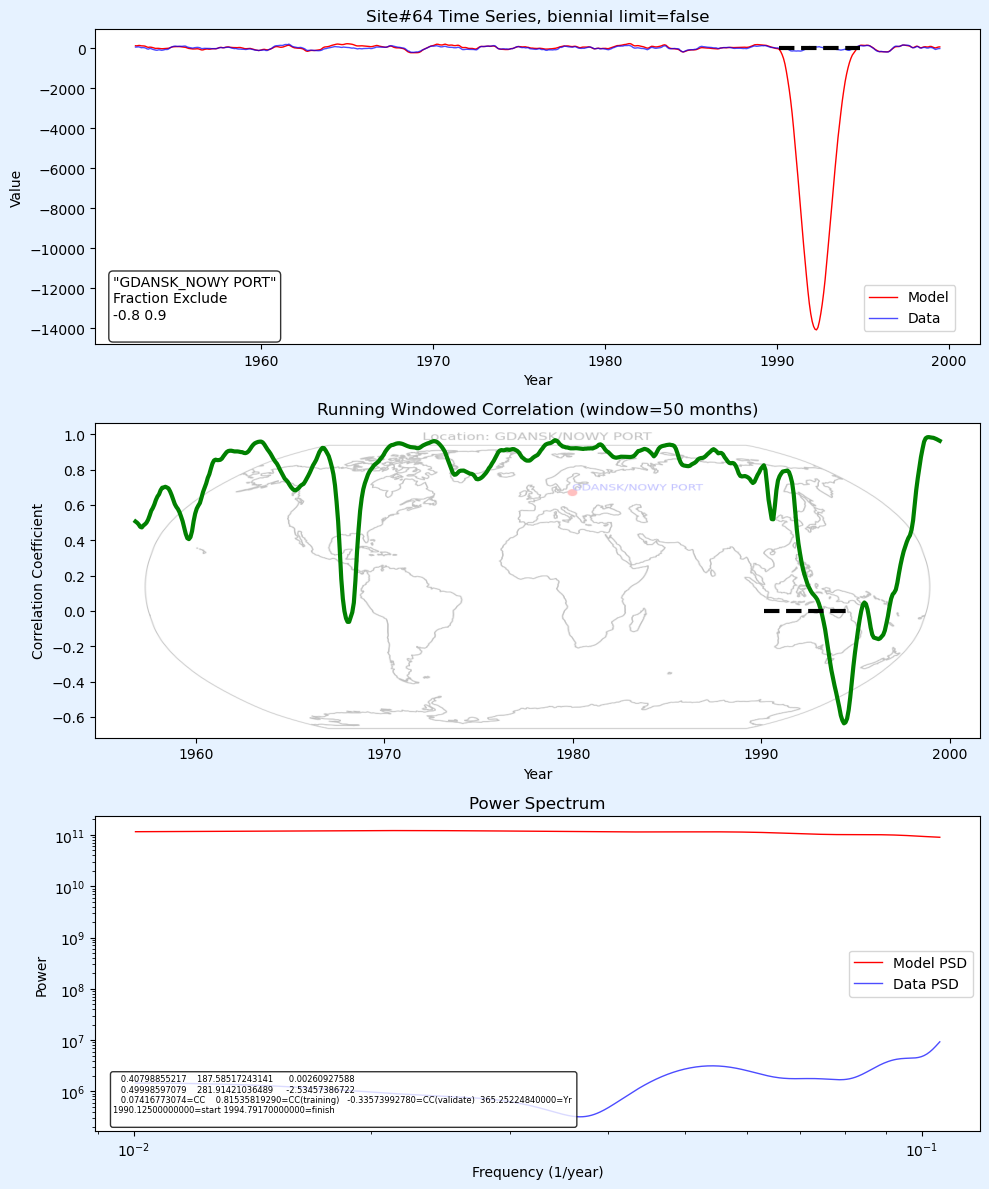 Site#64 Time Series, biennial limit=false
0
−2000
−4000
−6000
−8000
−10000
−12000
−14000
Value
"GDANSK_NOWY PORT"
Fraction Exclude
-0.8 0.9
Model
Data
1960
1970
1980
1990
2000
Year
Running Windowed Correlation (window=50 months)
Location: GDANSK/NOWY PORT
GDANSK/NOWY PORT
1.0
0.8
0.6
0.4
0.2
0.0
−0.2
−0.4
−0.6
Correlation Coefficient
1960
1970
1980
1990
2000
Year
Power Spectrum
10^11
10^10
10^9
10^8
10^7
10^6
Power
Model PSD
Data PSD
0.40798855217 187.58517243141 0.00260927588
0.49998597079 281.91421036489 -2.53457386722
0.07416773074=CC 0.81535819290=CC(training) -0.33573992780=CC(validate) 365.25224840000=Yr
1990.12500000000=start 1994.79170000000=finish
10^−2
10^−1
Frequency (1/year)